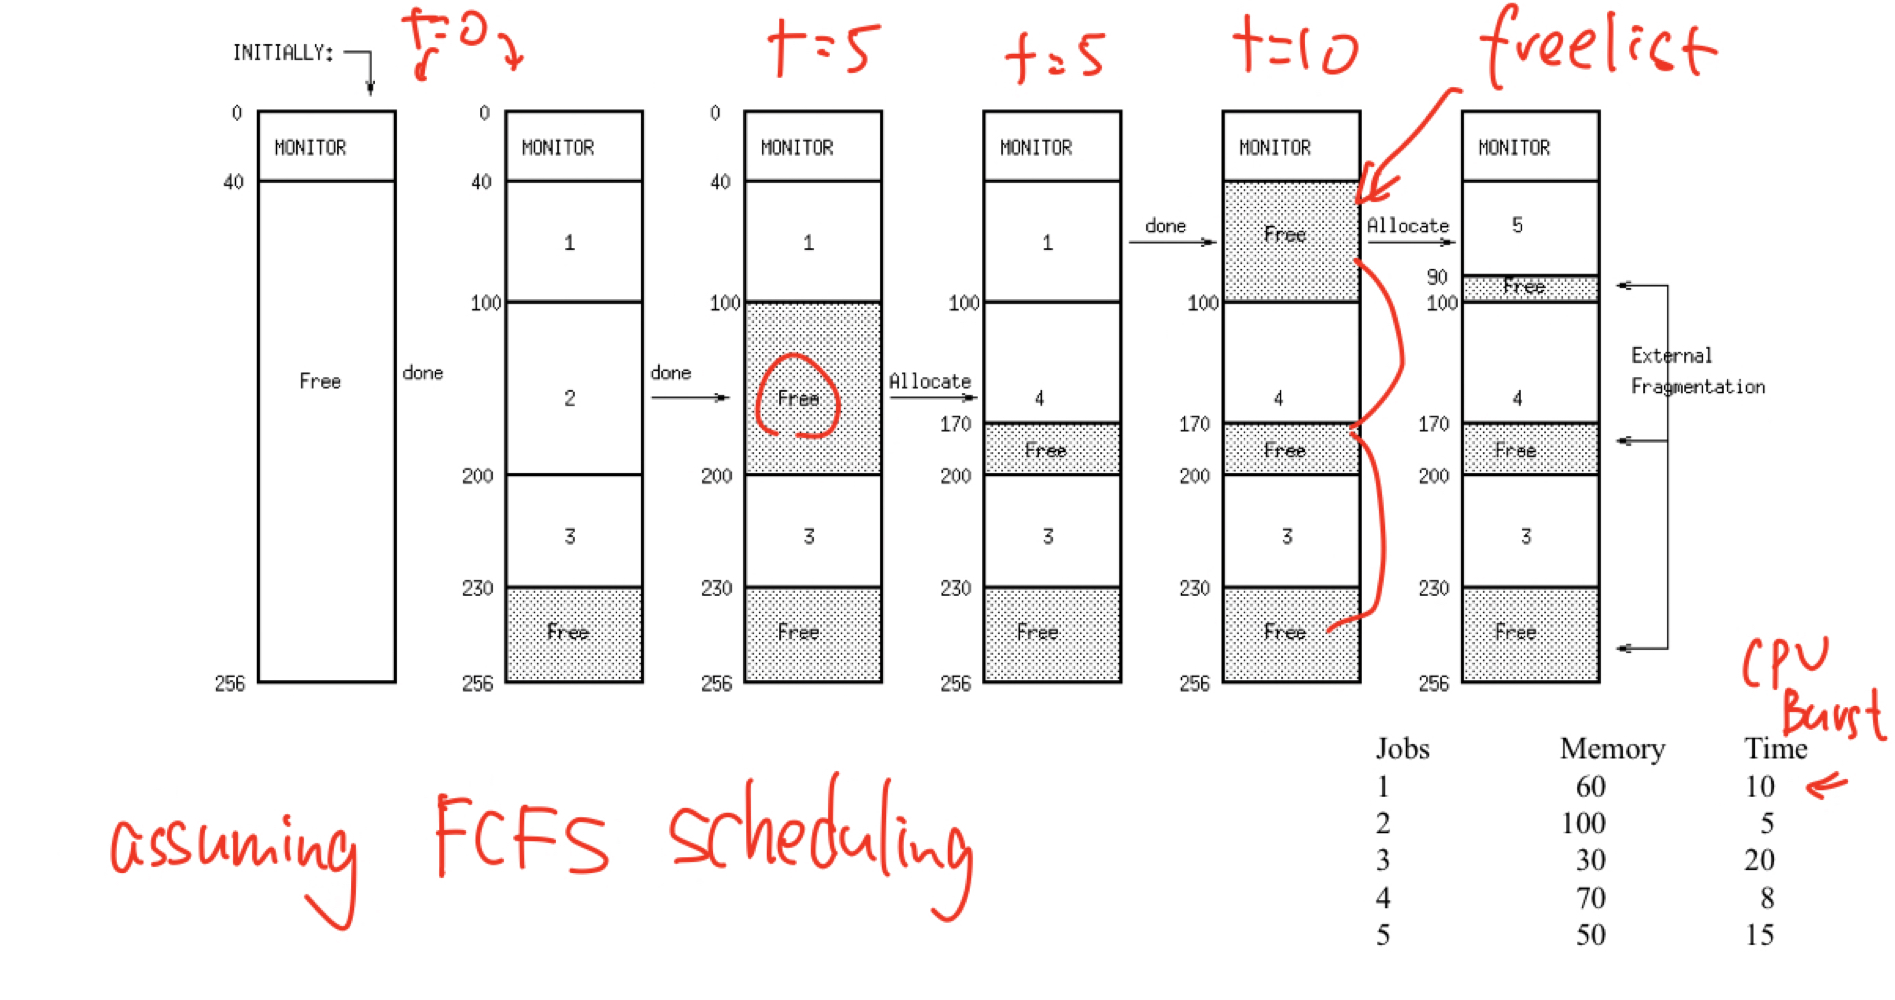 INITIALLY:
t=0
t=5
t=5
t=10
freelist
0
MONITOR
40
Free
256
done
0
MONITOR
40
1
100
2
200
3
230
Free
256
done
0
MONITOR
40
1
100
Free
200
3
230
Free
256
Allocate
MONITOR
1
100
4
170
Free
200
3
230
Free
256
done
MONITOR
Free
100
4
170
Free
200
3
230
Free
256
Allocate
MONITOR
5
90
Free
100
4
170
Free
200
3
230
Free
256
External
Fragmentation
CPU
Burst
Jobs Memory Time
1 60 10
2 100 5
3 30 20
4 70 8
5 50 15
assuming FCFS scheduling